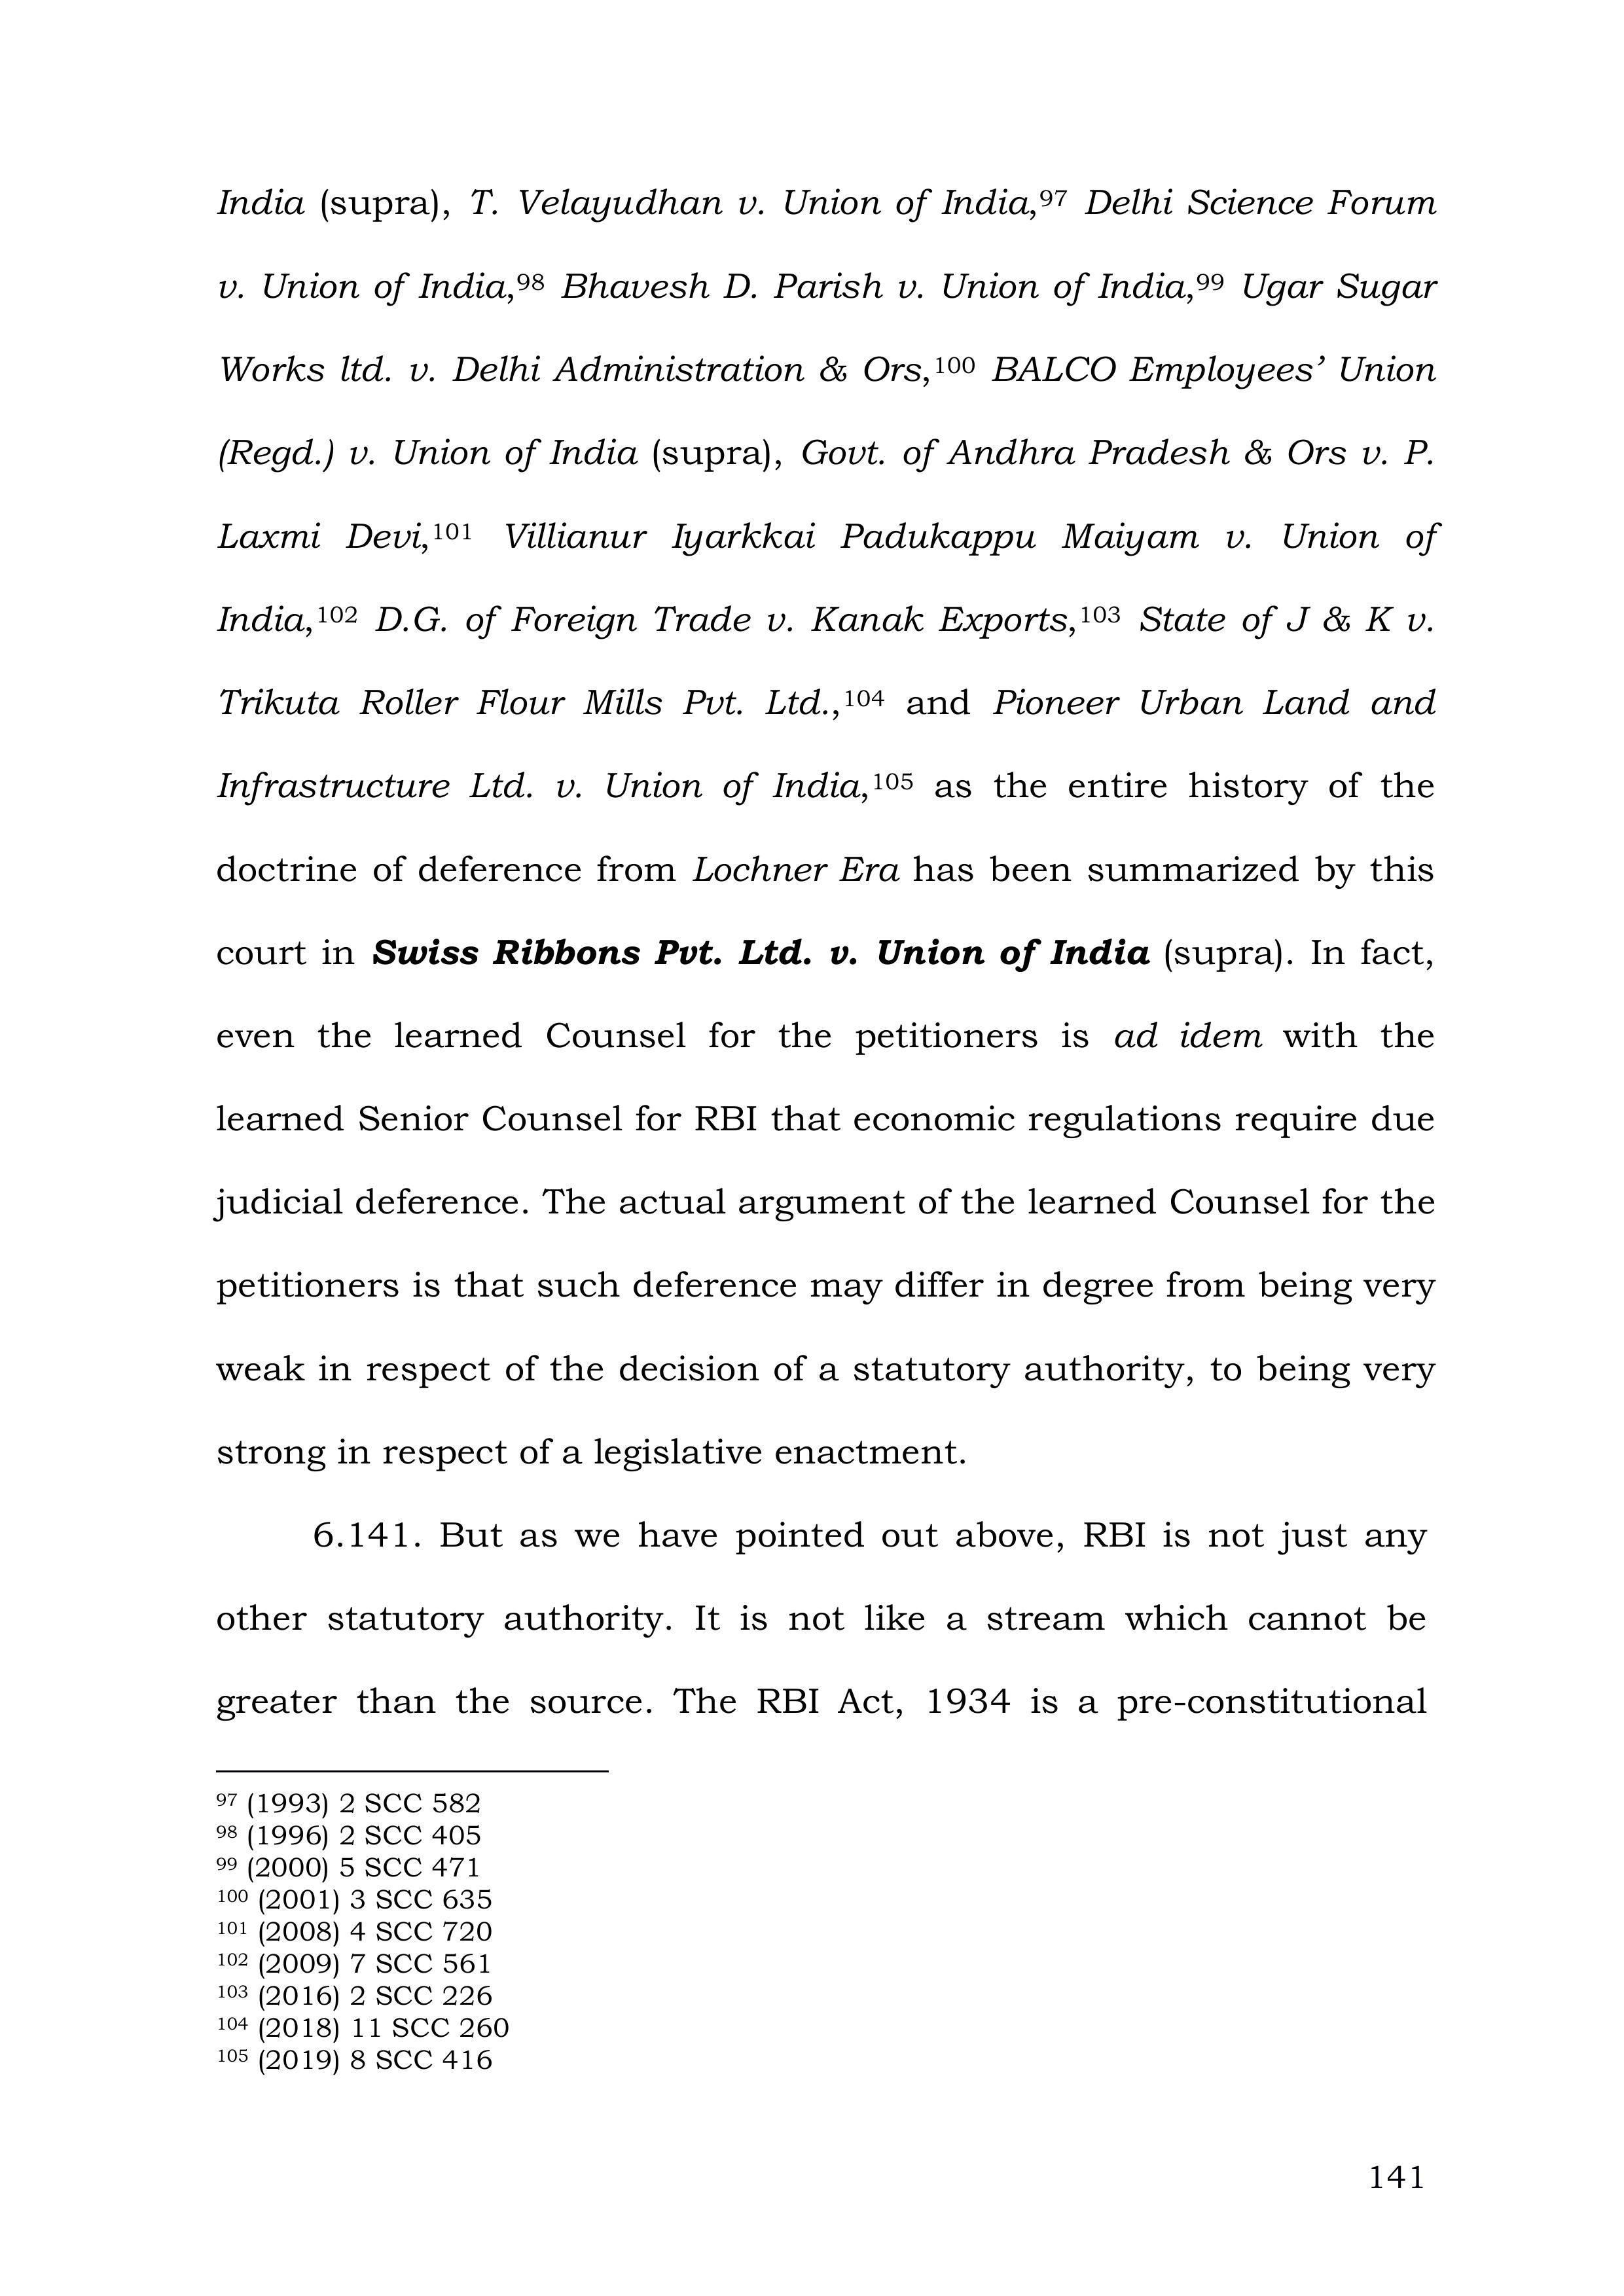 India (supra), T. Velayudhan v. Union of India,97 Delhi Science Forum
v. Union of India,98 Bhavesh D. Parish v. Union of India,99 Ugar Sugar
Works ltd. v. Delhi Administration & Ors,100 BALCO Employees’ Union
(Regd.) v. Union of India (supra), Govt. of Andhra Pradesh & Ors v. P.
Laxmi Devi,101 Villianur Iyarkkai Padukappu Maiyam v. Union of
India,102 D.G. of Foreign Trade v. Kanak Exports,103 State of J & K v.
Trikuta Roller Flour Mills Pvt. Ltd.,104 and Pioneer Urban Land and
Infrastructure Ltd. v. Union of India,105 as the entire history of the
doctrine of deference from Lochner Era has been summarized by this
court in Swiss Ribbons Pvt. Ltd. v. Union of India (supra). In fact,
even the learned Counsel for the petitioners is ad idem with the
learned Senior Counsel for RBI that economic regulations require due
judicial deference. The actual argument of the learned Counsel for the
petitioners is that such deference may differ in degree from being very
weak in respect of the decision of a statutory authority, to being very
strong in respect of a legislative enactment.
6.141. But as we have pointed out above, RBI is not just any
other statutory authority. It is not like a stream which cannot be
greater than the source. The RBI Act, 1934 is a pre-constitutional
97 (1993) 2 SCC 582
98 (1996) 2 SCC 405
99 (2000) 5 SCC 471
100 (2001) 3 SCC 635
101 (2008) 4 SCC 720
102 (2009) 7 SCC 561
103 (2016) 2 SCC 226
104 (2018) 11 SCC 260
105 (2019) 8 SCC 416
141